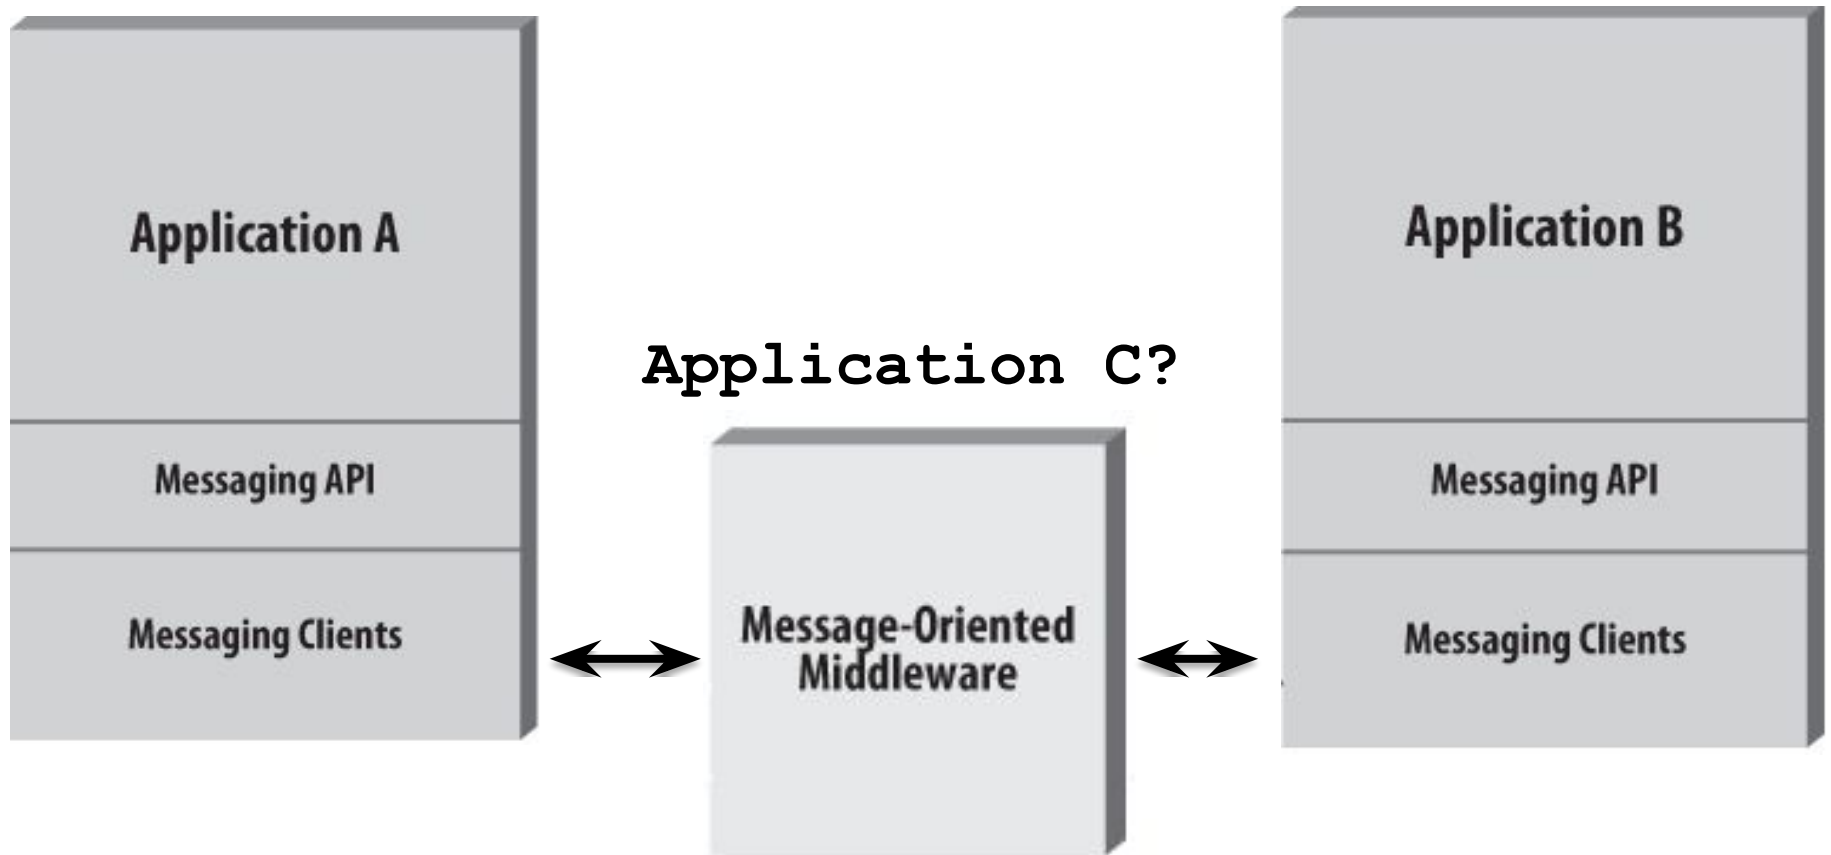 Application A
Messaging API
Messaging Clients
Application C?
Message-Oriented
Middleware
Application B
Messaging API
Messaging Clients